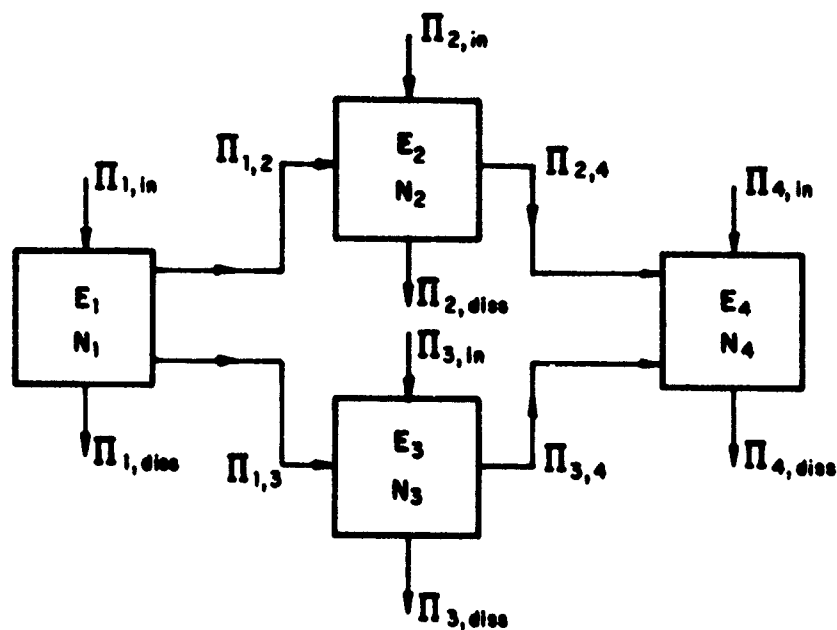 Π2,in
Π1,2
E2
N2
Π2,4
Π1,in
Π4,in
E1
N1
Π2,diss
E4
N4
Π3,in
Π1,diss
Π1,3
E3
N3
Π3,4
Π4,diss
Π3,diss